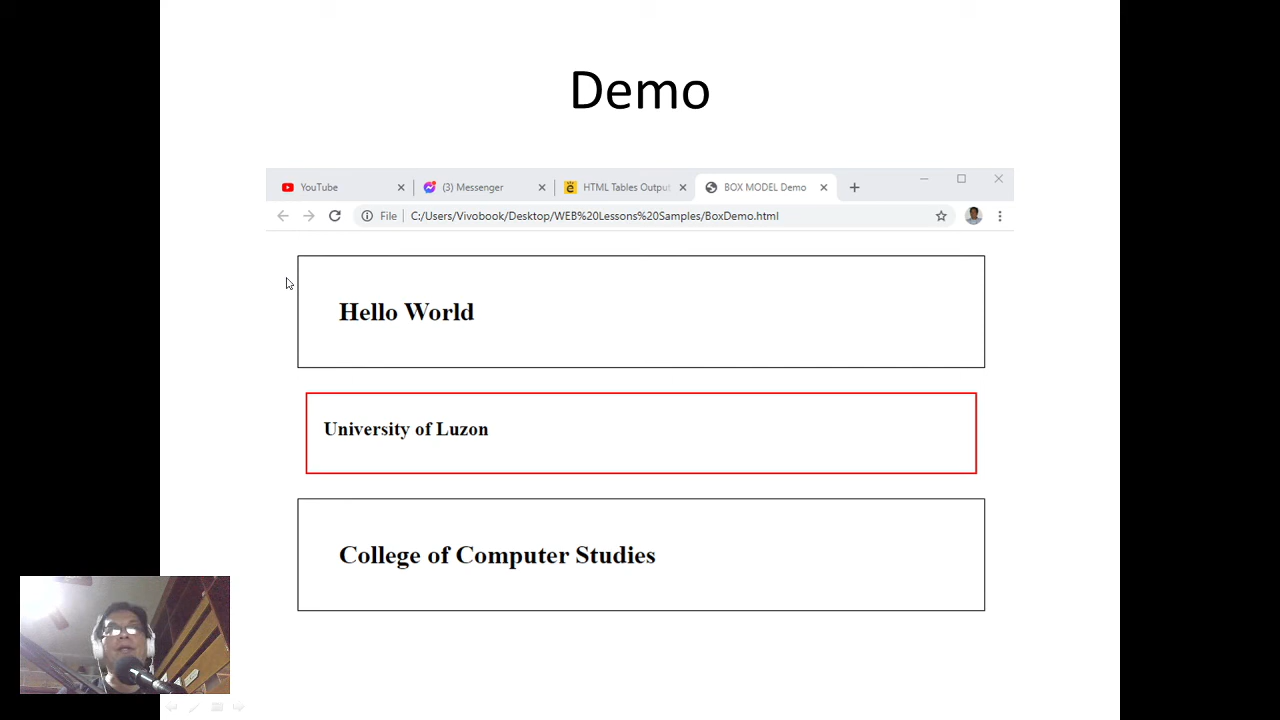 Demo
YouTube
(3) Messenger
HTML Tables Output
BOX MODEL Demo
File
C:/Users/Vivobook/Desktop/WEB%20Lessons%20Samples/BoxDemo.html
Hello World
University of Luzon
College of Computer Studies